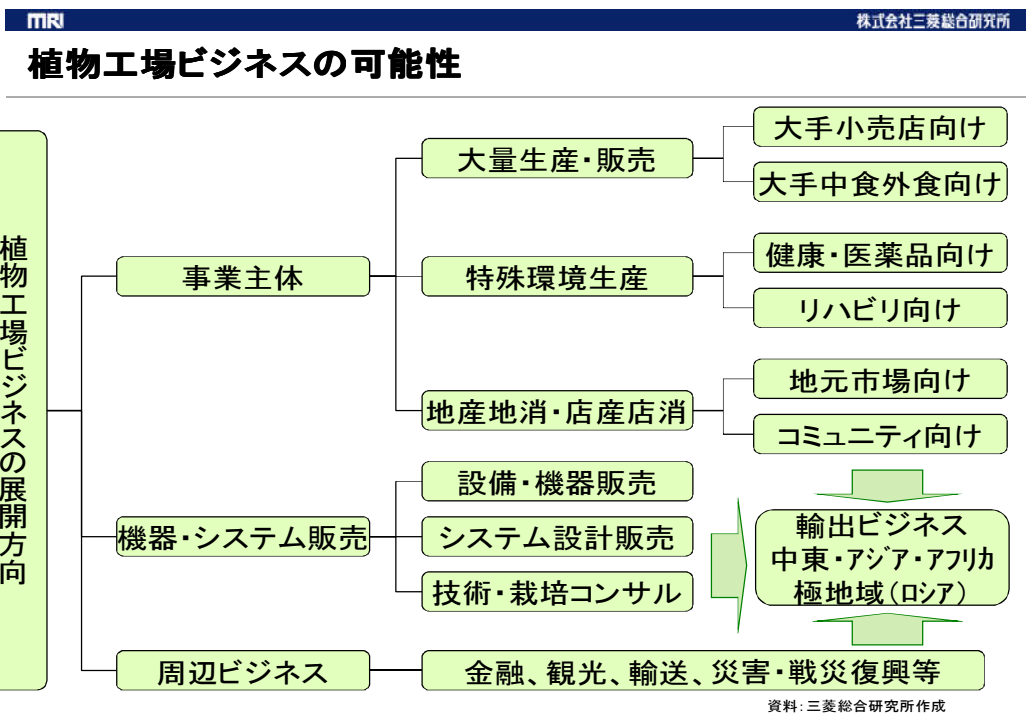 MRI
株式会社三菱総合研究所
植物工場ビジネスの可能性
植物工場ビジネスの展開方向
事業主体
大量生産・販売
大手小売店向け
大手中食外食向け
特殊環境生産
健康・医薬品向け
リハビリ向け
地産地消・店産店消
地元市場向け
コミュニティ向け
機器・システム販売
設備・機器販売
システム設計販売
技術・栽培コンサル
輸出ビジネス
中東・アジア・アフリカ
極地域(ロシア)
周辺ビジネス
金融、観光、輸送、災害・戦災復興等
資料:三菱総合研究所作成